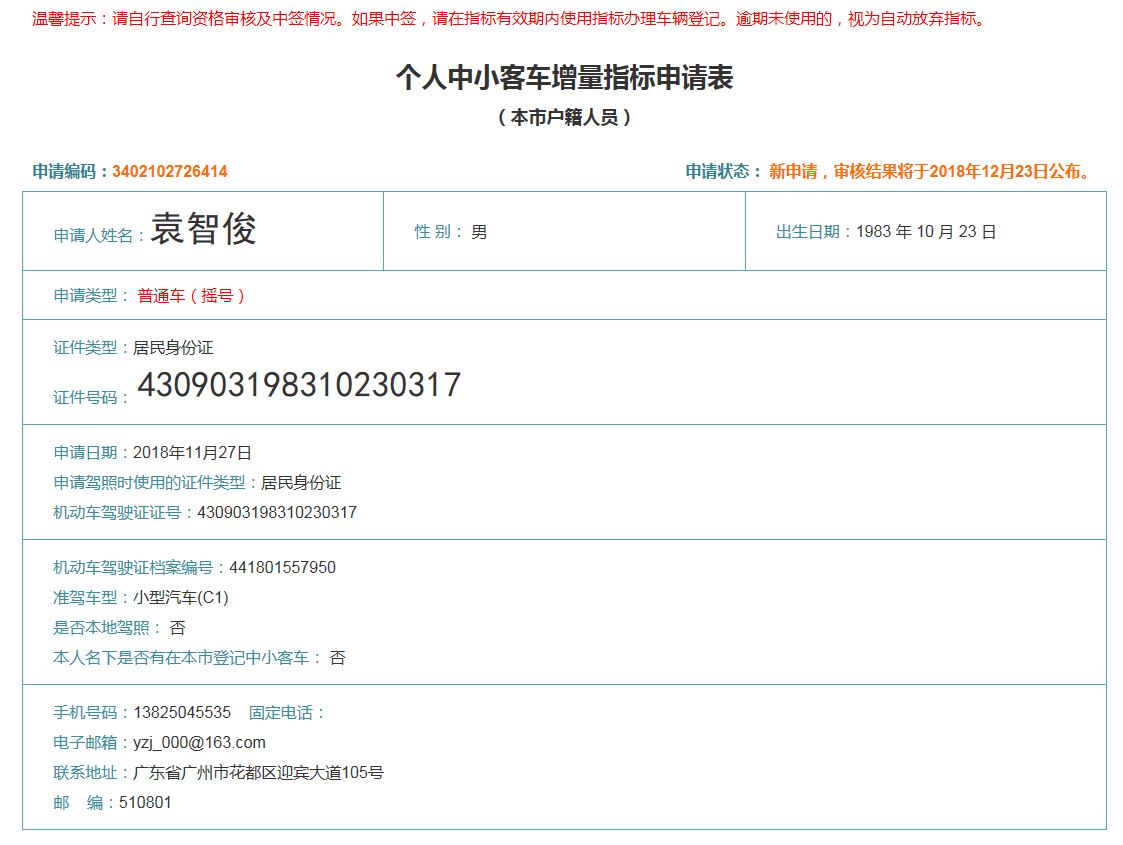 温馨提示：请自行查询资格审核及中签情况。如果中签，请在指标有效期内使用指标办理车辆登记。逾期未使用的，视为自动放弃指标。
个人中小客车增量指标申请表
（本市户籍人员）
申请编码：3402102726414 申请状态： 新申请，审核结果将于2018年12月23日公布。
申请人姓名：袁智俊 性 别： 男 出生日期：1983 年 10 月 23 日
申请类型： 普通车（摇号）
证件类型：居民身份证
证件号码： 430903198310230317
申请日期：2018年11月27日
申请驾照时使用的证件类型：居民身份证
机动车驾驶证证号：430903198310230317
机动车驾驶证档案编号：441801557950
准驾车型：小型汽车(C1)
是否本地驾照： 否
本人名下是否有在本市登记中小客车： 否
手机号码：13825045535 固定电话：
电子邮箱：yzj_000@163.com
联系地址：广东省广州市花都区迎宾大道105号
邮 编：510801